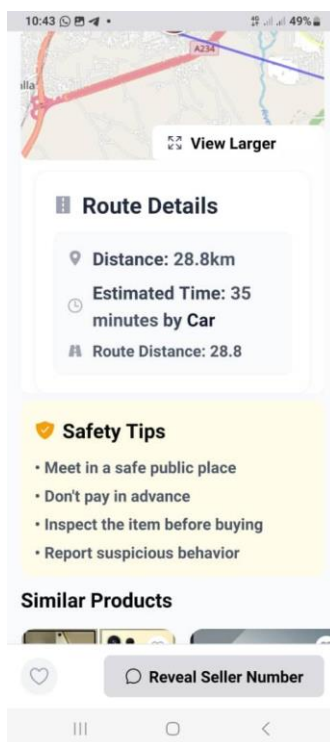 10:43
49%
A234
View Larger
Route Details
Distance: 28.8km
Estimated Time: 35
minutes by Car
Route Distance: 28.8
Safety Tips
• Meet in a safe public place
• Don't pay in advance
• Inspect the item before buying
• Report suspicious behavior
Similar Products
Reveal Seller Number